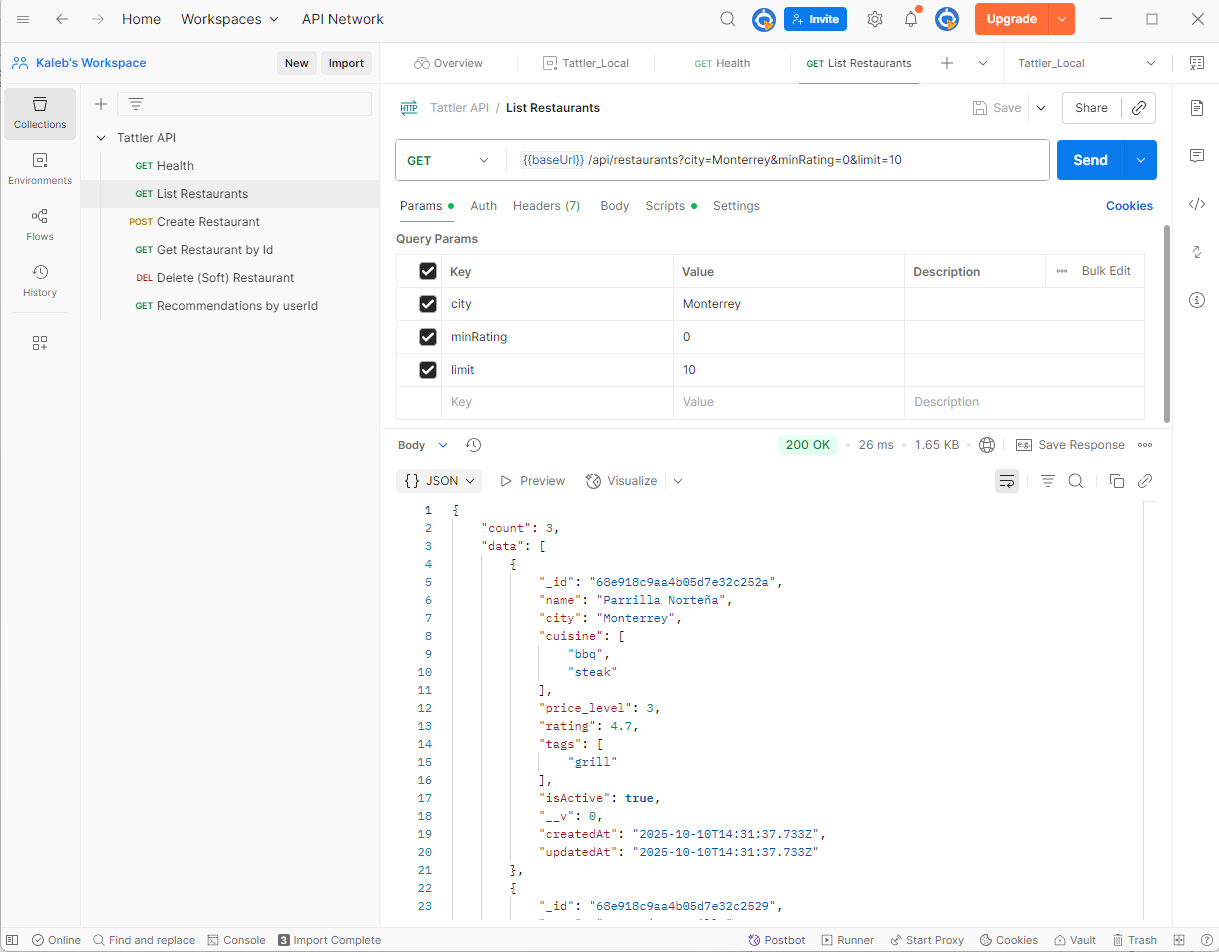 Home Workspaces API Network Invite Upgrade
Kaleb's Workspace New Import Overview Tattler_Local GET Health GET List Restaurants Tattler_Local
Collections
Environments
Flows
History
Tattler API
GET Health
GET List Restaurants
POST Create Restaurant
GET Get Restaurant by Id
DEL Delete (Soft) Restaurant
GET Recommendations by userId
HTTP Tattler API / List Restaurants Save Share
GET {{baseUrl}} /api/restaurants?city=Monterrey&minRating=0&limit=10 Send
Params Auth Headers (7) Body Scripts Settings Cookies
Query Params
Key Value Description Bulk Edit
city Monterrey
minRating 0
limit 10
Key Value Description
Body 200 OK 26 ms 1.65 KB e.g. Save Response
{} JSON Preview Visualize
1 {
2 "count": 3,
3 "data": [
4 {
5 "_id": "68e918c9aa4b05d7e32c252a",
6 "name": "Parrilla Norteña",
7 "city": "Monterrey",
8 "cuisine": [
9 "bbq",
10 "steak"
11 ],
12 "price_level": 3,
13 "rating": 4.7,
14 "tags": [
15 "grill"
16 ],
17 "isActive": true,
18 "__v": 0,
19 "createdAt": "2025-10-10T14:31:37.733Z",
20 "updatedAt": "2025-10-10T14:31:37.733Z"
21 },
22 {
23 "_id": "68e918c9aa4b05d7e32c2529",
Online Find and replace Console 3 Import Complete Postbot Runner Start Proxy Cookies Vault Trash